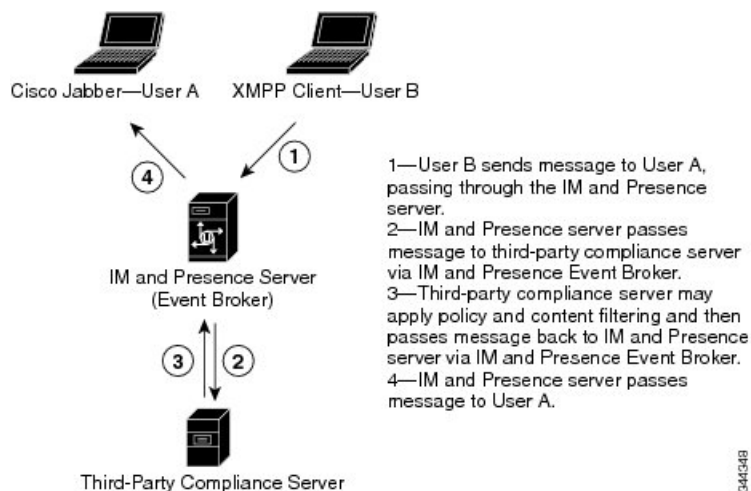 Cisco Jabber—User A
XMPP Client—User B
4
1
IM and Presence Server
(Event Broker)
3
2
Third-Party Compliance Server
1—User B sends message to User A,
passing through the IM and Presence
server.
2—IM and Presence server passes
message to third-party compliance server
via IM and Presence Event Broker.
3—Third-party compliance server may
apply policy and content filtering and then
passes message back to IM and Presence
server via IM and Presence Event Broker.
4—IM and Presence server passes
message to User A.
344348